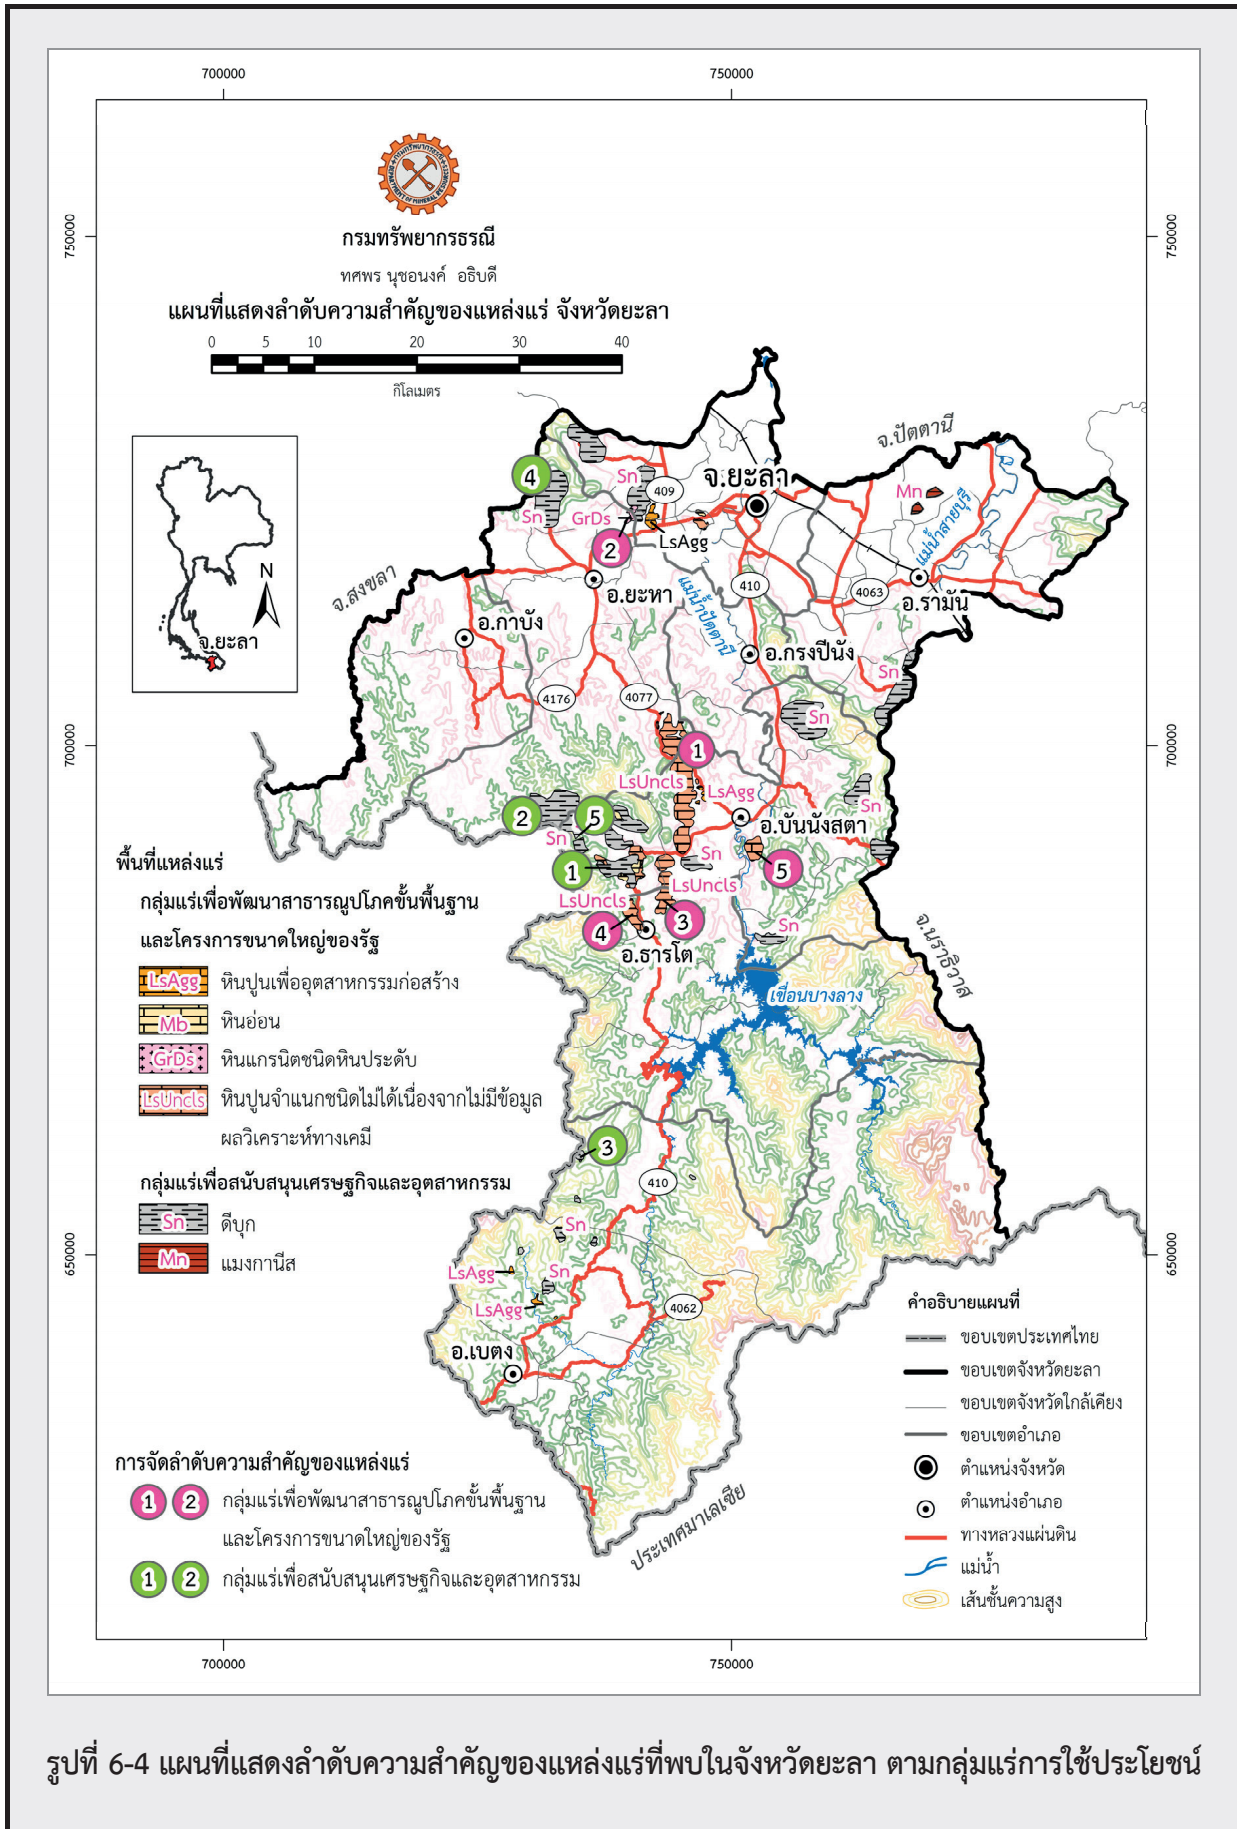 700000
750000
750000
750000
กรมทรัพยากรธรณี
ทศพร นุชอนงค์ อธิบดี
แผนที่แสดงลำดับความสำคัญของแหล่งแร่ จังหวัดยะลา
0 5 10 20 30 40
กิโลเมตร
N
จ.ยะลา
จ.ปัตตานี
จ.ยะลา
จ.สงขลา
แม่น้ำสายบุรี
แม่น้ำปัตตานี
4
Sn
Sn
409
Mn
GrDs
LsAgg
2
อ.ยะหา
410
4063
อ.รามัน
อ.กาบัง
อ.กรงปินัง
Sn
4176
4077
Sn
700000
700000
1
LsUncls
LsAgg
Sn
2
5
อ.บันนังสตา
Sn
Sn
1
5
LsUncls
LsUncls
4
3
Sn
อ.ธารโต
จ.นราธิวาส
เขื่อนบางลาง
พื้นที่แหล่งแร่
กลุ่มแร่เพื่อพัฒนาสาธารณูปโภคขั้นพื้นฐาน
และโครงการขนาดใหญ่ของรัฐ
LsAgg หินปูนเพื่ออุตสาหกรรมก่อสร้าง
Mb หินอ่อน
GrDs หินแกรนิตชนิดหินประดับ
LsUncls หินปูนจำแนกชนิดไม่ได้เนื่องจากไม่มีข้อมูล
ผลวิเคราะห์ทางเคมี
กลุ่มแร่เพื่อสนับสนุนเศรษฐกิจและอุตสาหกรรม
Sn ดีบุก
Mn แมงกานีส
3
410
Sn
650000
650000
LsAgg
Sn
LsAgg
4062
อ.เบตง
ประเทศมาเลเซีย
คำอธิบายแผนที่
ขอบเขตประเทศไทย
ขอบเขตจังหวัดยะลา
ขอบเขตจังหวัดใกล้เคียง
ขอบเขตอำเภอ
ตำแหน่งจังหวัด
ตำแหน่งอำเภอ
ทางหลวงแผ่นดิน
แม่น้ำ
เส้นชั้นความสูง
การจัดลำดับความสำคัญของแหล่งแร่
1 2 กลุ่มแร่เพื่อพัฒนาสาธารณูปโภคขั้นพื้นฐาน
และโครงการขนาดใหญ่ของรัฐ
1 2 กลุ่มแร่เพื่อสนับสนุนเศรษฐกิจและอุตสาหกรรม
700000
750000
รูปที่ 6-4 แผนที่แสดงลำดับความสำคัญของแหล่งแร่ที่พบในจังหวัดยะลา ตามกลุ่มแร่การใช้ประโยชน์